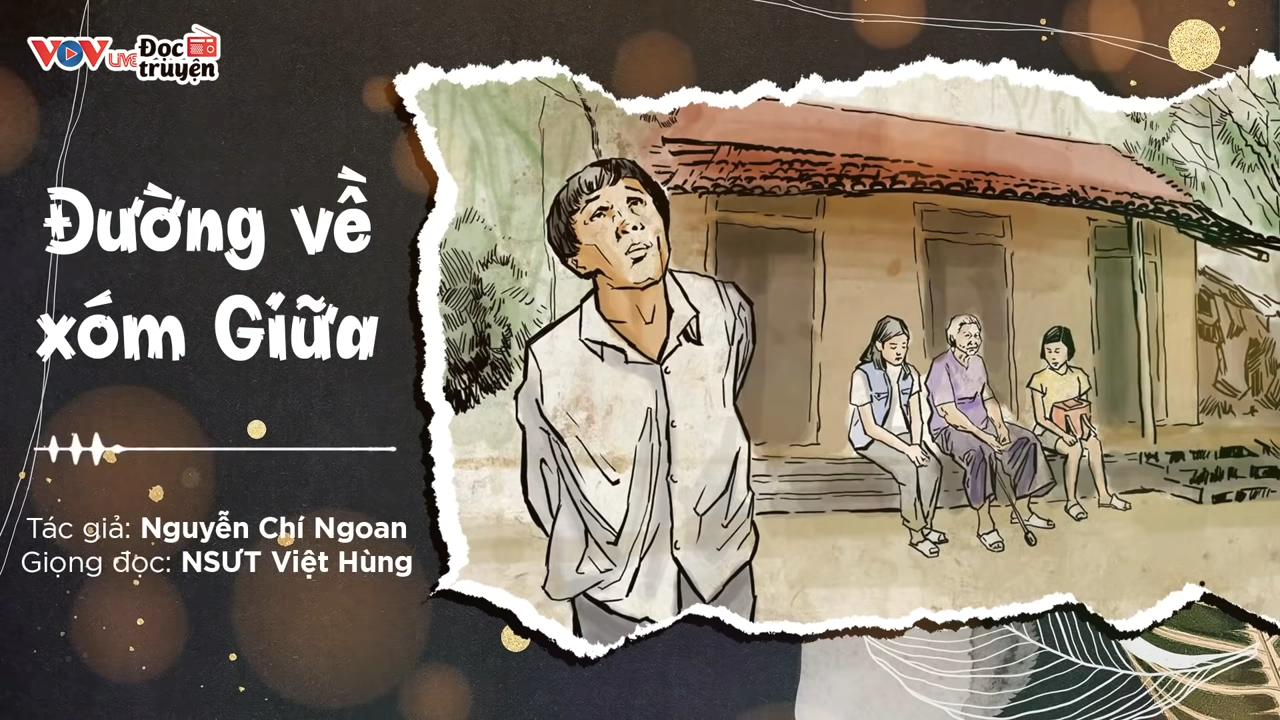 VOV LIVE Đọc
truyện
Đường về
xóm Giữa
Tác giả: Nguyễn Chí Ngoan
Giọng đọc: NSƯT Việt Hùng